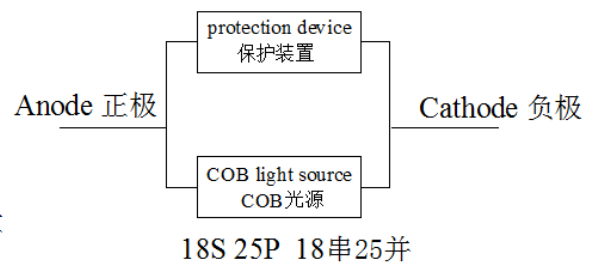 protection device
保护装置
Anode 正极
Cathode 负极
COB light source
COB光源
18S 25P 18串25并